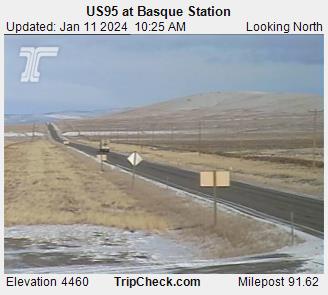 US95 at Basque Station
Updated: Jan 11 2024 10:25 AM Looking North
Elevation 4460 TripCheck.com Milepost 91.62